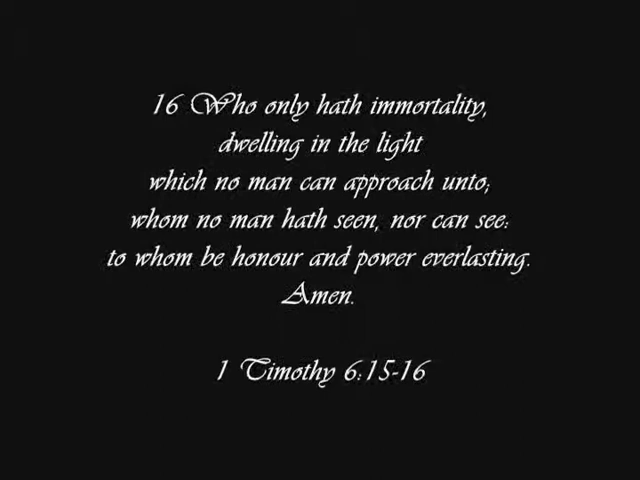 16 Who only hath immortality,
dwelling in the light
which no man can approach unto;
whom no man hath seen, nor can see:
to whom be honour and power everlasting.
Amen.
1 Timothy 6:15-16